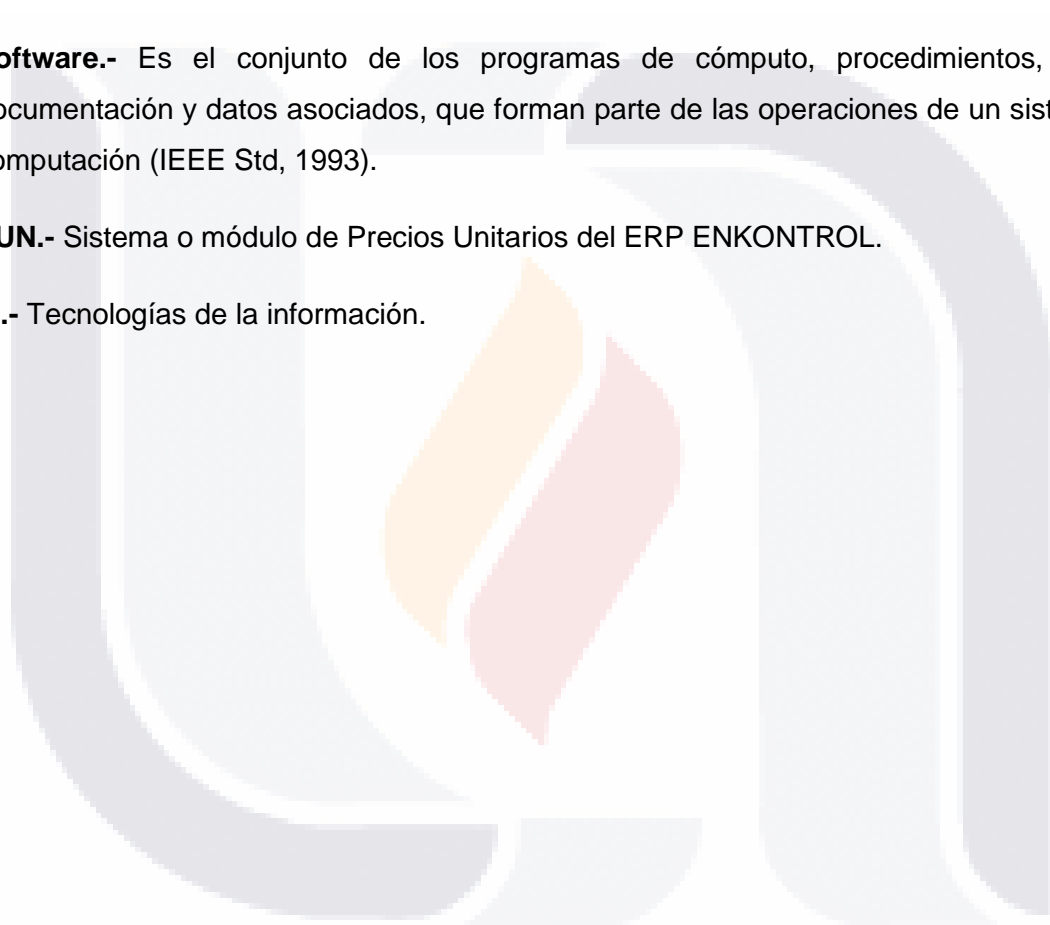 oftware.- Es el conjunto de los programas de cómputo, procedimientos,
ocumentación y datos asociados, que forman parte de las operaciones de un sist
omputación (IEEE Std, 1993).
UN.- Sistema o módulo de Precios Unitarios del ERP ENKONTROL.
.- Tecnologías de la información.